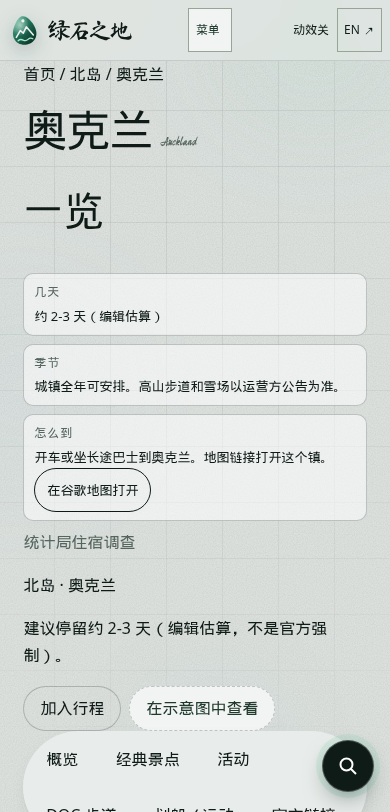 绿石之地
菜单
动效关
EN ↗
首页 / 北岛 / 奥克兰
奥克兰 Auckland
一览
几天
约 2-3 天（编辑估算）
季节
城镇全年可安排。高山步道和雪场以运营方公告为准。
怎么到
开车或坐长途巴士到奥克兰。地图链接打开这个镇。
在谷歌地图打开
统计局住宿调查
北岛 · 奥克兰
建议停留约 2-3 天（编辑估算，不是官方强
制）。
加入行程
在示意图中查看
概览 经典景点 活动